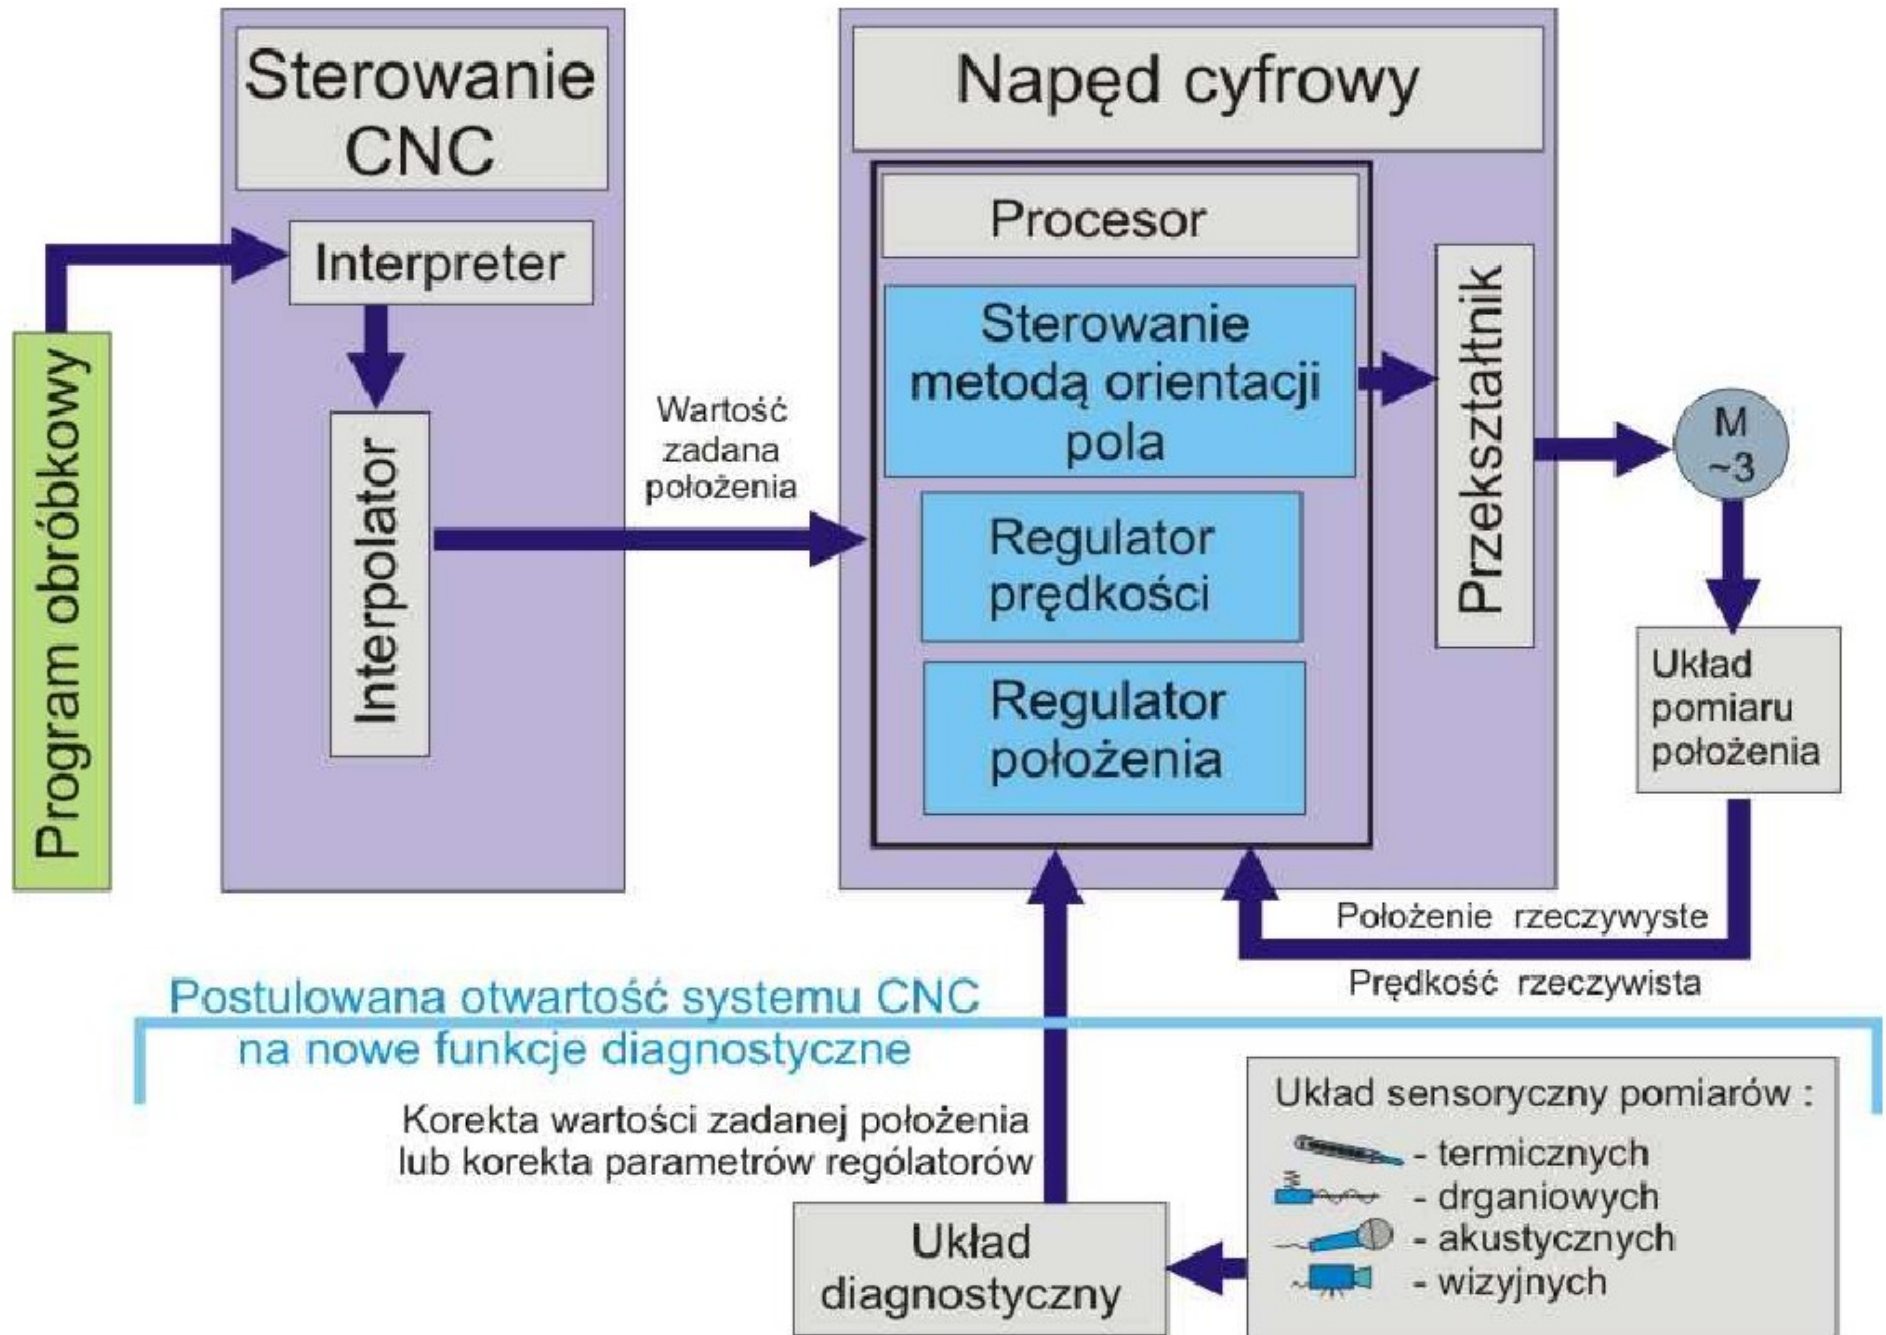 Sterowanie
CNC
Napęd cyfrowy
Procesor
Interpreter
Sterowanie
metodą orientacji
pola
Przekształtnik
Program obróbkowy
Interpolator
Wartość
zadana
położenia
M
~3
Regulator
prędkości
Regulator
położenia
Układ
pomiaru
położenia
Położenie rzeczywyste
Prędkość rzeczywista
Postulowana otwartość systemu CNC
na nowe funkcje diagnostyczne
Korekta wartości zadanej położenia
lub korekta parametrów rególatorów
Układ sensoryczny pomiarów :
- termicznych
- drganiowych
- akustycznych
- wizyjnych
Układ
diagnostyczny